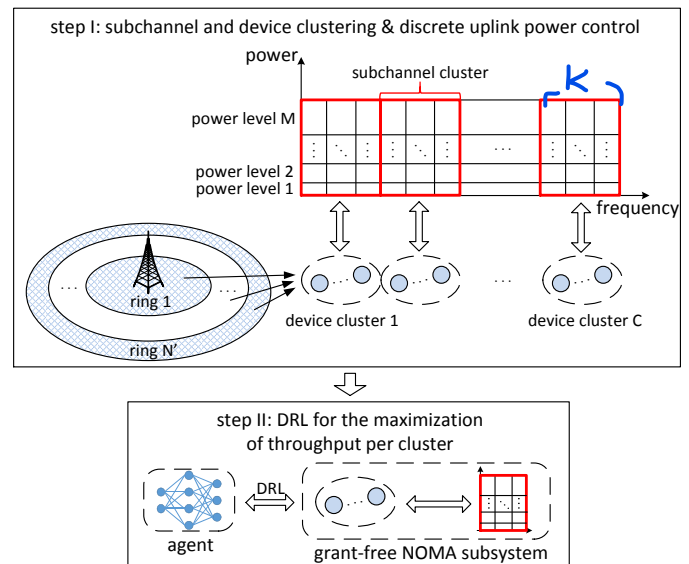 step I: subchannel and device clustering & discrete uplink power control
power
subchannel cluster
K
power level M
power level 2
power level 1
frequency
ring 1
ring N'
device cluster 1
device cluster C
step II: DRL for the maximization
of throughput per cluster
DRL
agent
grant-free NOMA subsystem